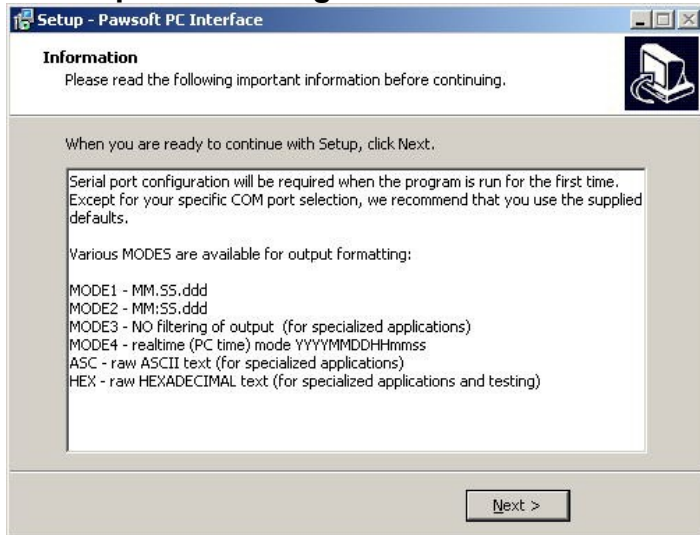 Setup - Pawsoft PC Interface
Information
Please read the following important information before continuing.
When you are ready to continue with Setup, click Next.
Serial port configuration will be required when the program is run for the first time.
Except for your specific COM port selection, we recommend that you use the supplied
defaults.
Various MODES are available for output formatting:
MODE1 - MM.SS.ddd
MODE2 - MM:SS.ddd
MODE3 - NO filtering of output  (for specialized applications)
MODE4 - realtime (PC time) mode YYYYMMDDHHmmss
ASC - raw ASCII text (for specialized applications)
HEX - raw HEXADECIMAL text (for specialized applications and testing)
Next >